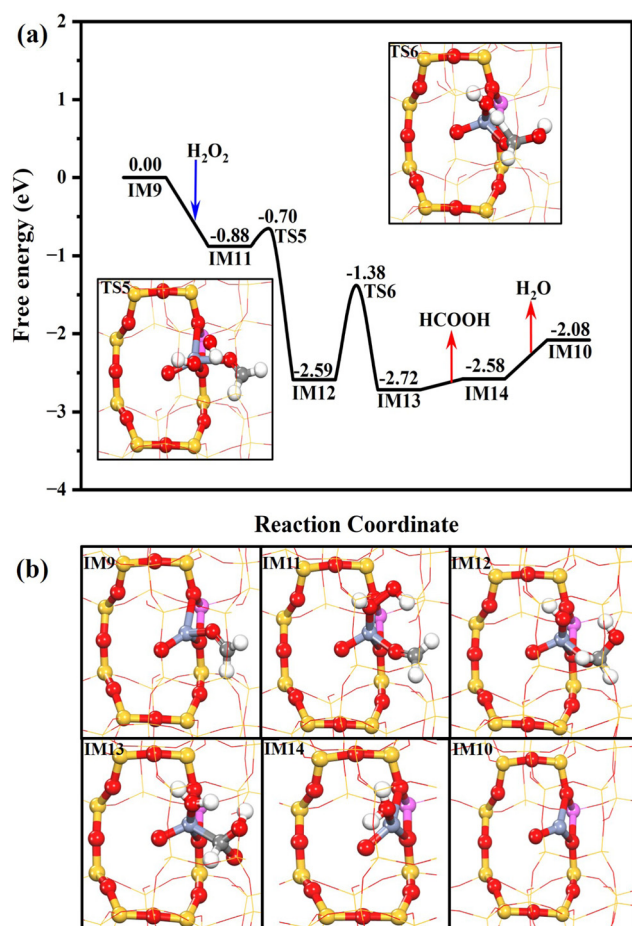 (a)
2
1
0
−1
−2
−3
−4
Free energy (eV)
TS6
0.00
IM9
H₂O₂
-0.88
IM11
-0.70
TS5
TS5
-1.38
TS6
-2.59
IM12
HCOOH
-2.72
IM13
-2.58
IM14
H₂O
-2.08
IM10
Reaction Coordinate
(b)
IM9
IM11
IM12
IM13
IM14
IM10